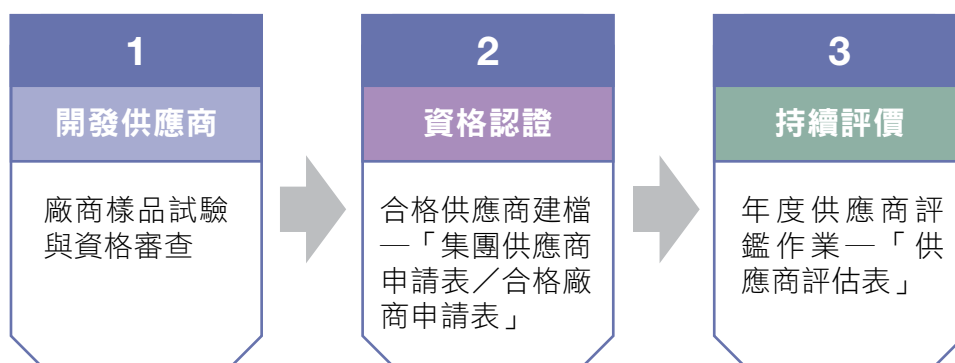 1
開發供應商
廠商樣品試驗
與資格審查
2
資格認證
合格供應商建檔
—「集團供應商
申請表／合格廠
商申請表」
3
持續評價
年度供應商評
鑑作業—「供
應商評估表」